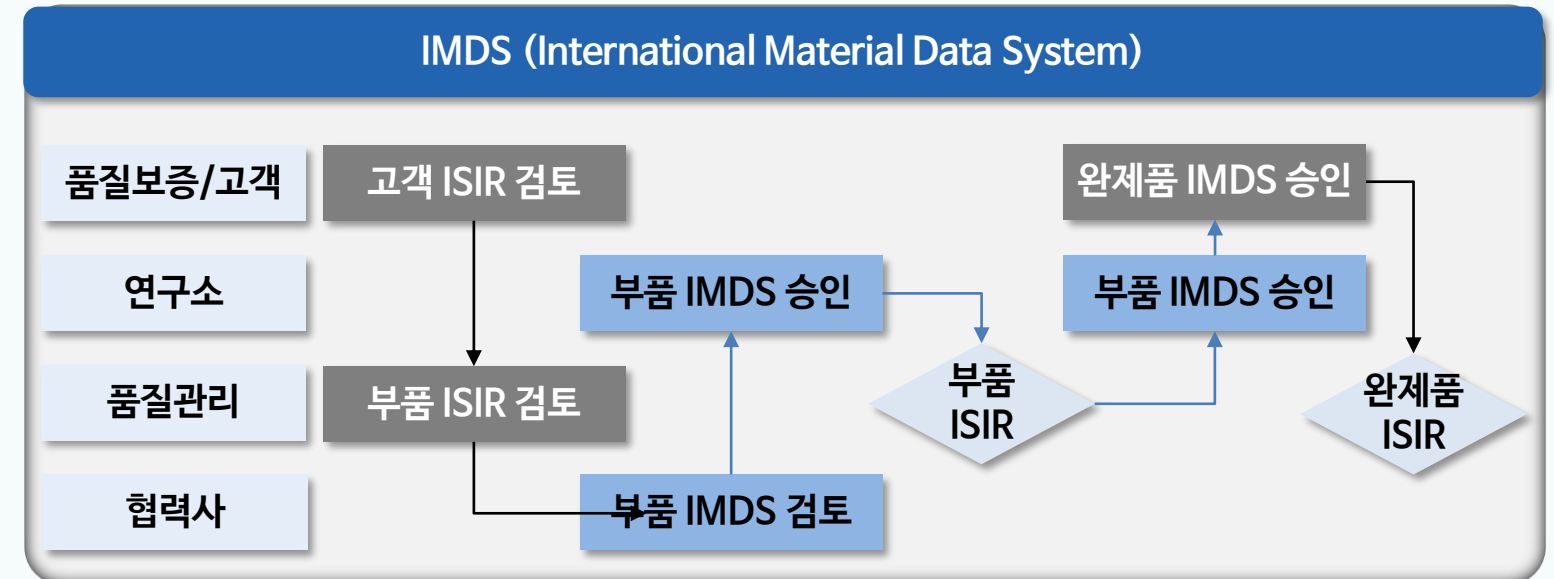 IMDS (International Material Data System)
품질보증/고객
고객 ISIR 검토
완제품 IMDS 승인
연구소
부품 IMDS 승인
부품 IMDS 승인
품질관리
부품 ISIR 검토
부품
ISIR
완제품
ISIR
협력사
부품 IMDS 검토